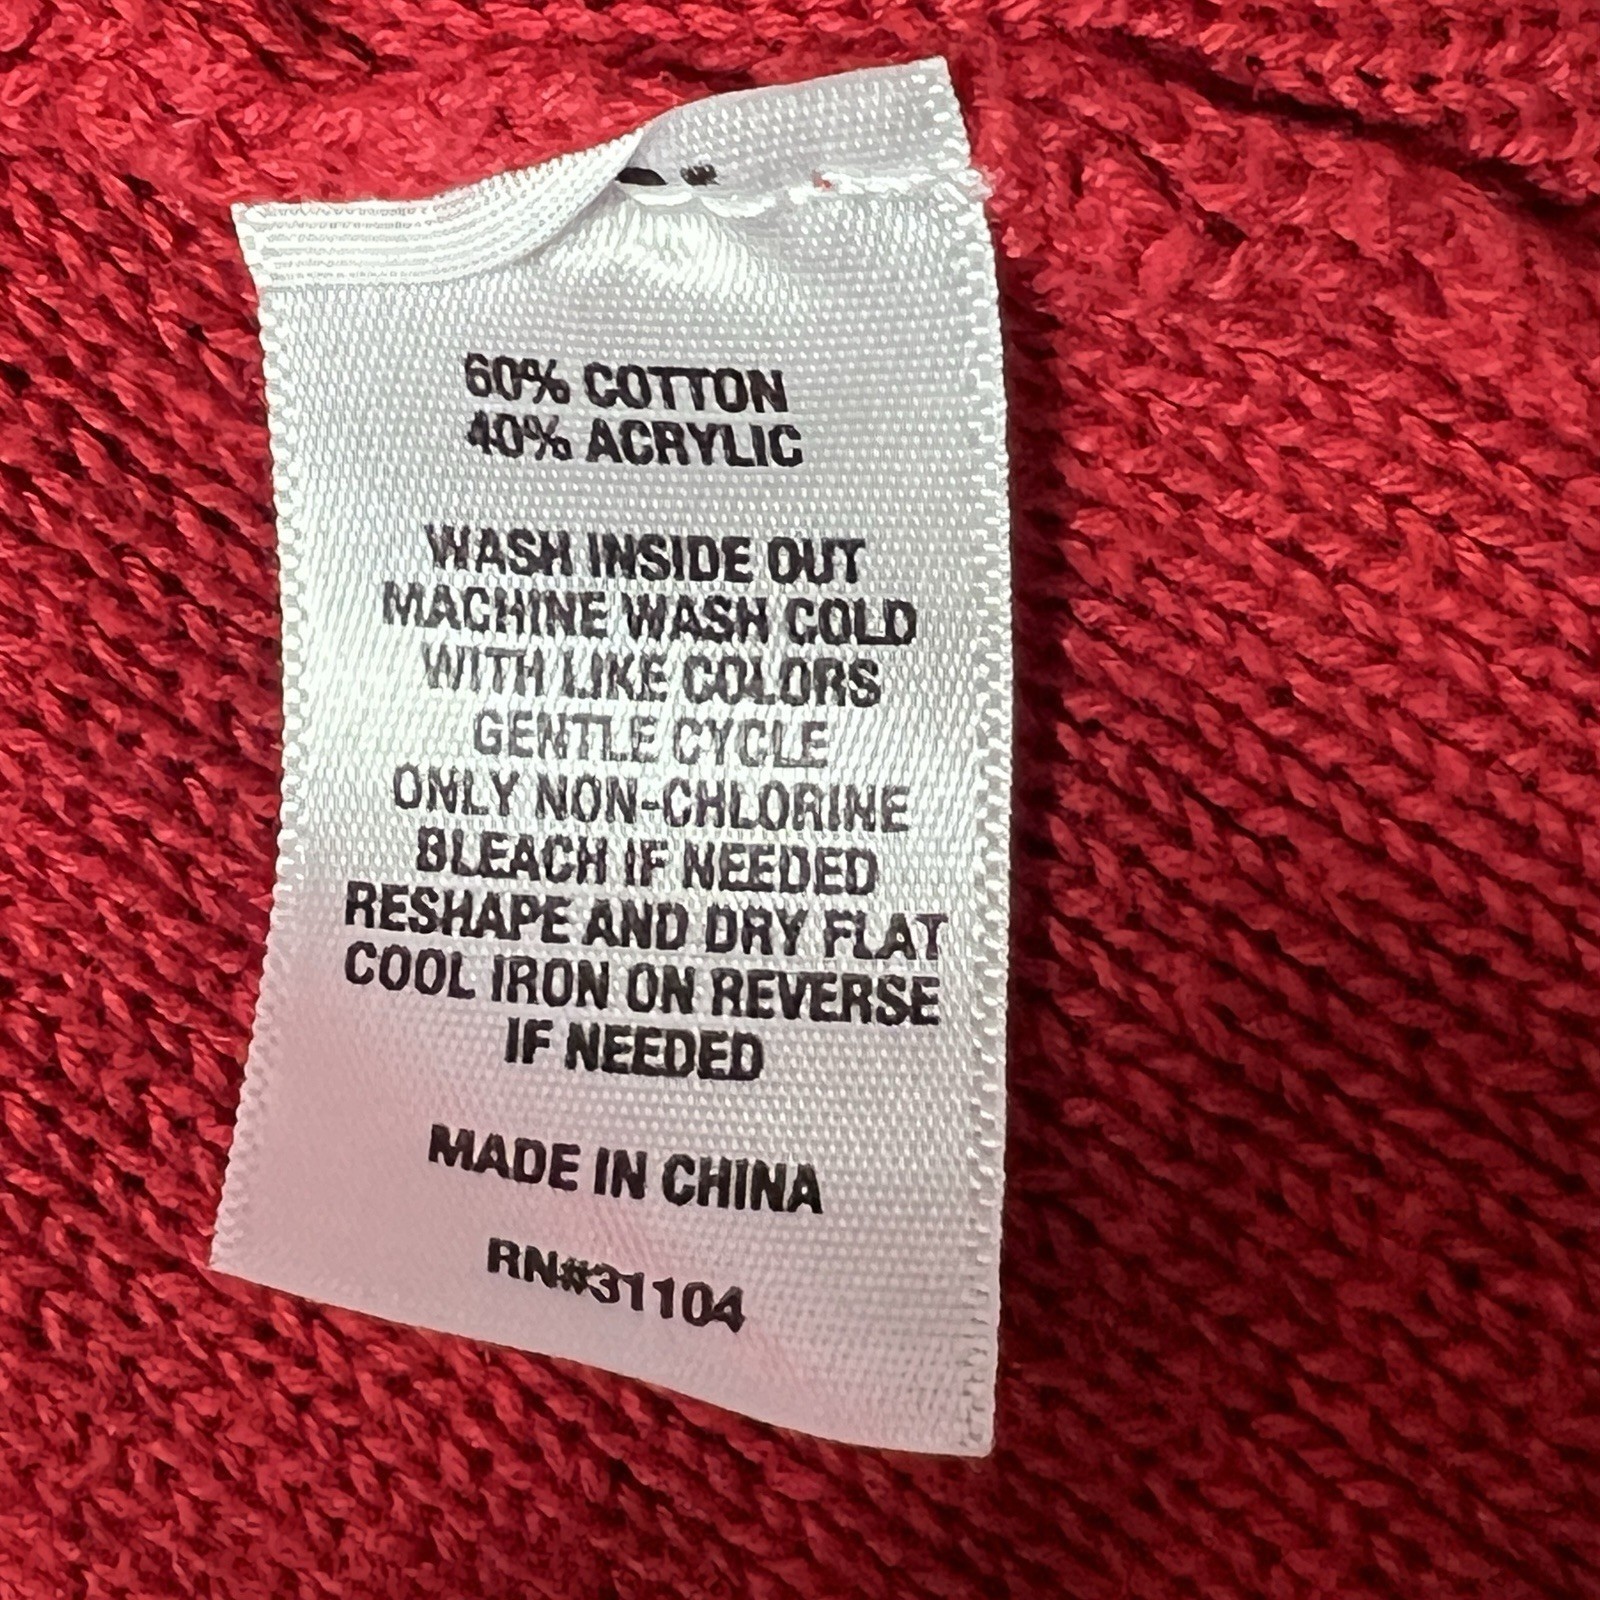 60% COTTON
40% ACRYLIC
WASH INSIDE OUT
MACHINE WASH COLD
WITH LIKE COLORS
GENTLE CYCLE
ONLY NON-CHLORINE
BLEACH IF NEEDED
RESHAPE AND DRY FLAT
COOL IRON ON REVERSE
IF NEEDED
MADE IN CHINA
RN#31104